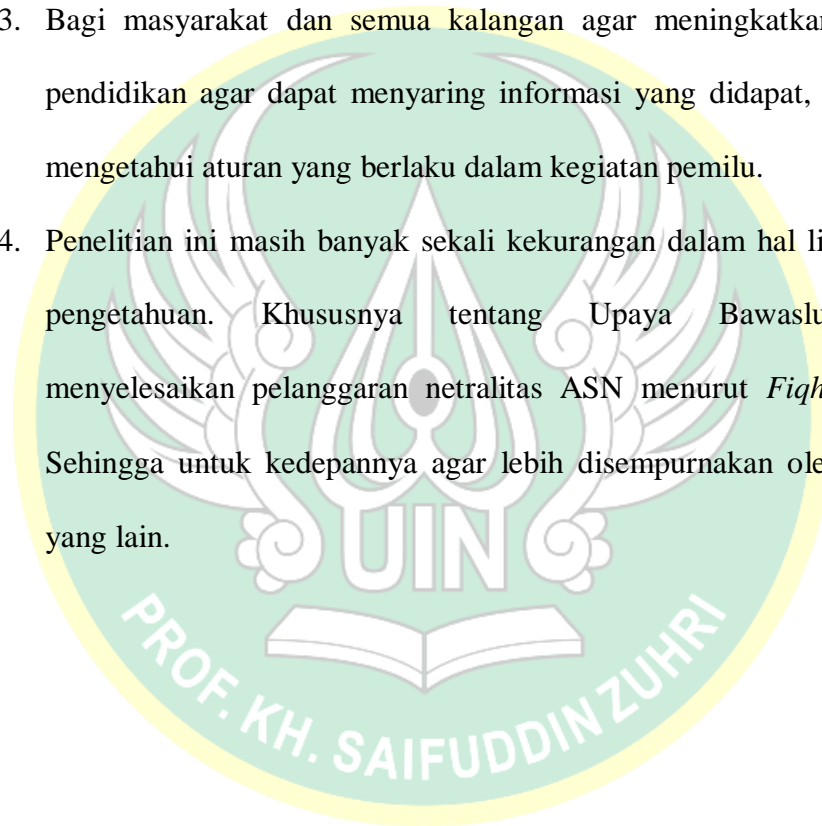 3. Bagi masyarakat dan semua kalangan agar meningkatkan
pendidikan agar dapat menyaring informasi yang didapat,
mengetahui aturan yang berlaku dalam kegiatan pemilu.
4. Penelitian ini masih banyak sekali kekurangan dalam hal
pengetahuan. Khususnya tentang Upaya
menyelesaikan pelanggaran netralitas ASN menurut Fiqh
Sehingga untuk kedepannya agar lebih disempurnakan
yang lain.
UIN
PROF. KH. SAIFUDDIN ZUHRI